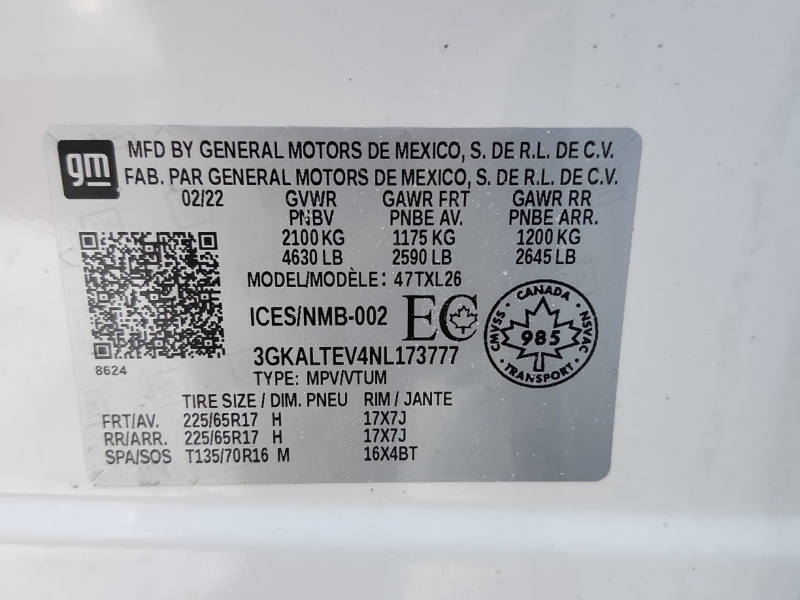 gm
MFD BY GENERAL MOTORS DE MEXICO, S. DE R.L. DE C.V.
FAB. PAR GENERAL MOTORS DE MEXICO, S. DE R.L. DE C.V.
02/22 GVWR GAWR FRT GAWR RR
PNBV PNBE AV. PNBE ARR.
2100 KG 1175 KG 1200 KG
4630 LB 2590 LB 2645 LB
MODEL/MODÈLE: 47TXL26
ICES/NMB-002 EC
CANADA
CMVSS 985 NSVAC
TRANSPORT
3GKALTEV4NL173777
8624
TYPE: MPV/VTUM
TIRE SIZE / DIM. PNEU RIM / JANTE
FRT/AV. 225/65R17 H 17X7J
RR/ARR. 225/65R17 H 17X7J
SPA/SOS T135/70R16 M 16X4BT